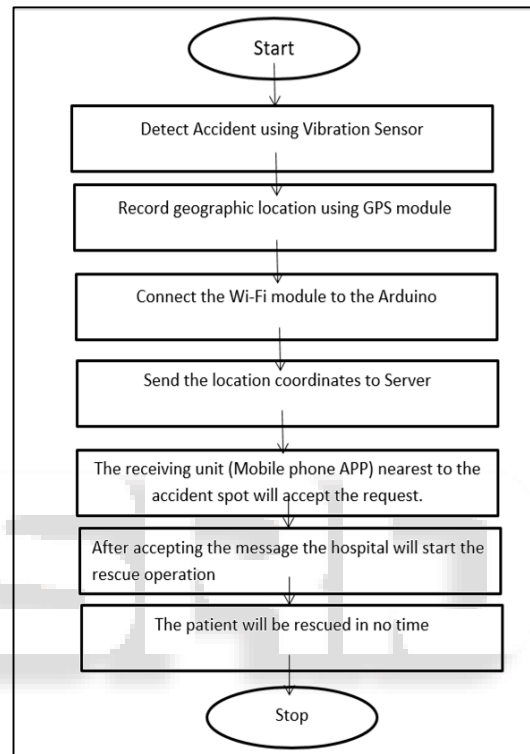 Start
Detect Accident using Vibration Sensor
Record geographic location using GPS module
Connect the Wi-Fi module to the Arduino
Send the location coordinates to Server
The receiving unit (Mobile phone APP) nearest to the
accident spot will accept the request.
After accepting the message the hospital will start the
rescue operation
The patient will be rescued in no time
Stop